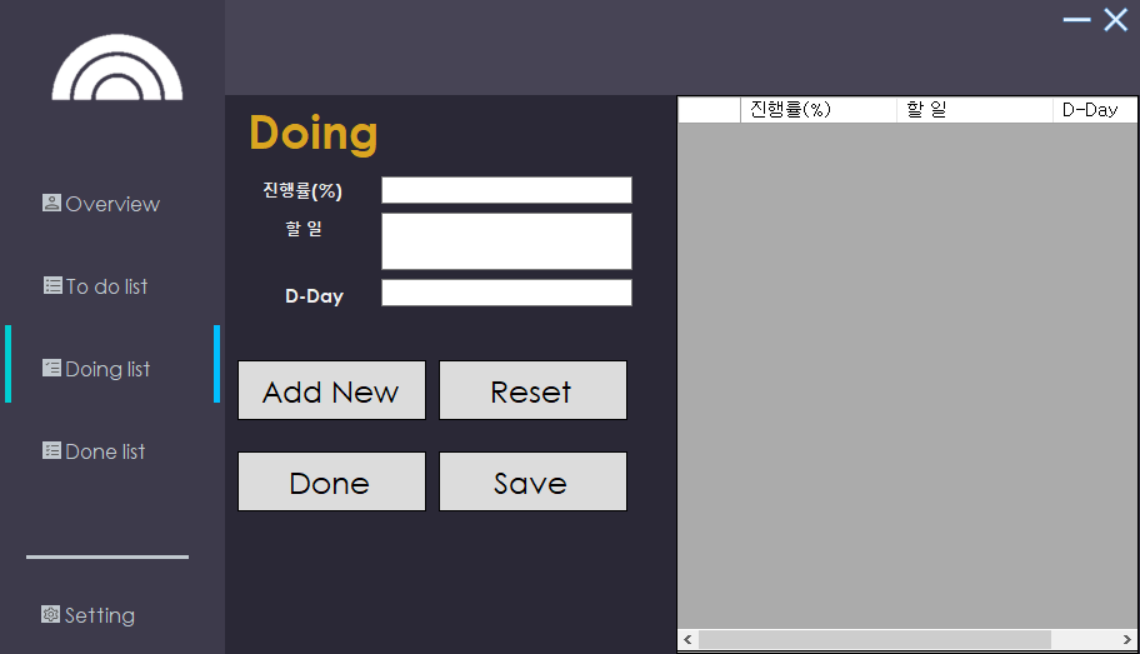 Overview
To do list
Doing list
Done list
Setting
Doing
진행률(%)
할 일
D-Day
Add New
Reset
Done
Save
진행률(%)
할 일
D-Day